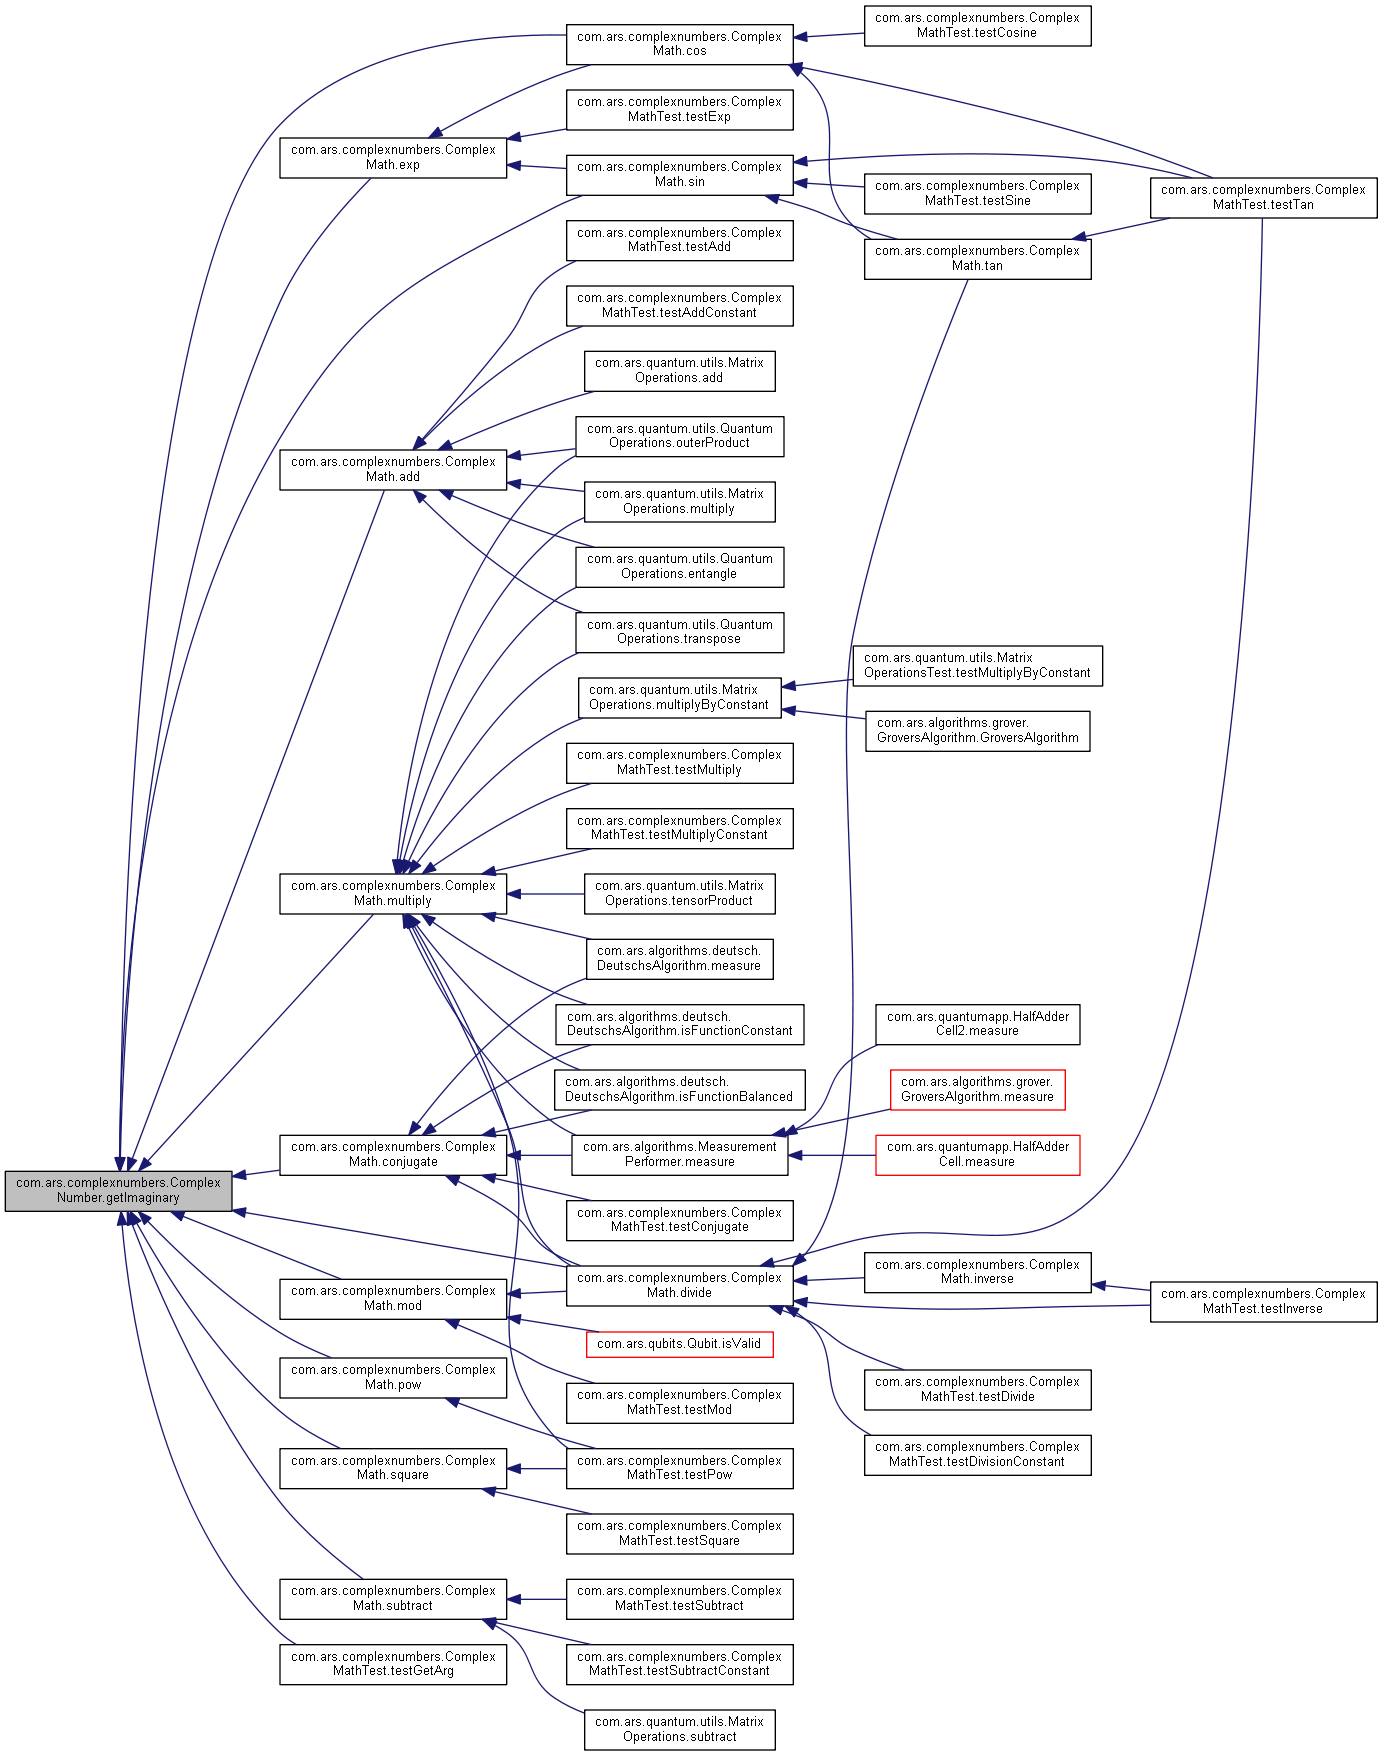 com.ars.complexnumbers.Complex
Number.getImaginary
com.ars.complexnumbers.Complex
Math.exp
com.ars.complexnumbers.Complex
Math.add
com.ars.complexnumbers.Complex
Math.multiply
com.ars.complexnumbers.Complex
Math.conjugate
com.ars.complexnumbers.Complex
Math.mod
com.ars.complexnumbers.Complex
Math.pow
com.ars.complexnumbers.Complex
Math.square
com.ars.complexnumbers.Complex
Math.subtract
com.ars.complexnumbers.Complex
MathTest.testGetArg
com.ars.complexnumbers.Complex
Math.cos
com.ars.complexnumbers.Complex
MathTest.testExp
com.ars.complexnumbers.Complex
Math.sin
com.ars.complexnumbers.Complex
MathTest.testAdd
com.ars.complexnumbers.Complex
MathTest.testAddConstant
com.ars.quantum.utils.Matrix
Operations.add
com.ars.quantum.utils.Quantum
Operations.outerProduct
com.ars.quantum.utils.Matrix
Operations.multiply
com.ars.quantum.utils.Quantum
Operations.entangle
com.ars.quantum.utils.Quantum
Operations.transpose
com.ars.quantum.utils.Matrix
Operations.multiplyByConstant
com.ars.complexnumbers.Complex
MathTest.testMultiply
com.ars.complexnumbers.Complex
MathTest.testMultiplyConstant
com.ars.quantum.utils.Matrix
Operations.tensorProduct
com.ars.algorithms.deutsch.
DeutschsAlgorithm.measure
com.ars.algorithms.deutsch.
DeutschsAlgorithm.isFunctionConstant
com.ars.algorithms.deutsch.
DeutschsAlgorithm.isFunctionBalanced
com.ars.algorithms.Measurement
Performer.measure
com.ars.complexnumbers.Complex
MathTest.testConjugate
com.ars.complexnumbers.Complex
Math.divide
com.ars.qubits.Qubit.isValid
com.ars.complexnumbers.Complex
MathTest.testMod
com.ars.complexnumbers.Complex
MathTest.testPow
com.ars.complexnumbers.Complex
MathTest.testSquare
com.ars.complexnumbers.Complex
MathTest.testSubtract
com.ars.complexnumbers.Complex
MathTest.testSubtractConstant
com.ars.quantum.utils.Matrix
Operations.subtract
com.ars.complexnumbers.Complex
MathTest.testCosine
com.ars.complexnumbers.Complex
MathTest.testSine
com.ars.complexnumbers.Complex
Math.tan
com.ars.quantum.utils.Matrix
OperationsTest.testMultiplyByConstant
com.ars.algorithms.grover.
GroversAlgorithm.GroversAlgorithm
com.ars.quantumapp.HalfAdder
Cell2.measure
com.ars.algorithms.grover.
GroversAlgorithm.measure
com.ars.quantumapp.HalfAdder
Cell.measure
com.ars.complexnumbers.Complex
Math.inverse
com.ars.complexnumbers.Complex
MathTest.testDivide
com.ars.complexnumbers.Complex
MathTest.testDivisionConstant
com.ars.complexnumbers.Complex
MathTest.testTan
com.ars.complexnumbers.Complex
MathTest.testInverse